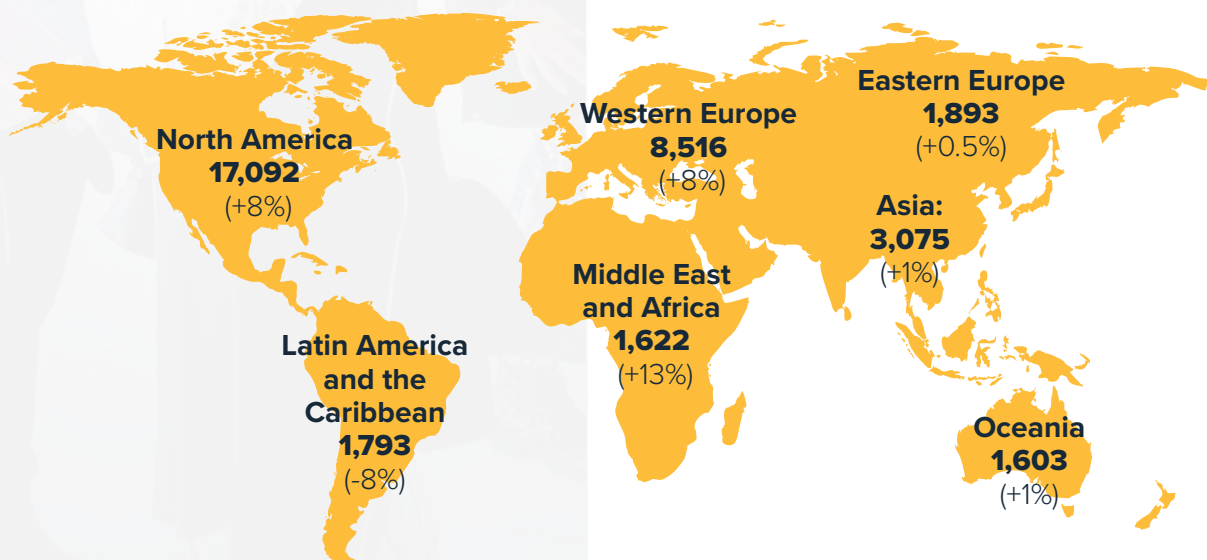 North America
17,092
(+8%)
Latin America
and the
Caribbean
1,793
(-8%)
Western Europe
8,516
(+8%)
Middle East
and Africa
1,622
(+13%)
Eastern Europe
1,893
(+0.5%)
Asia:
3,075
(+1%)
Oceania
1,603
(+1%)